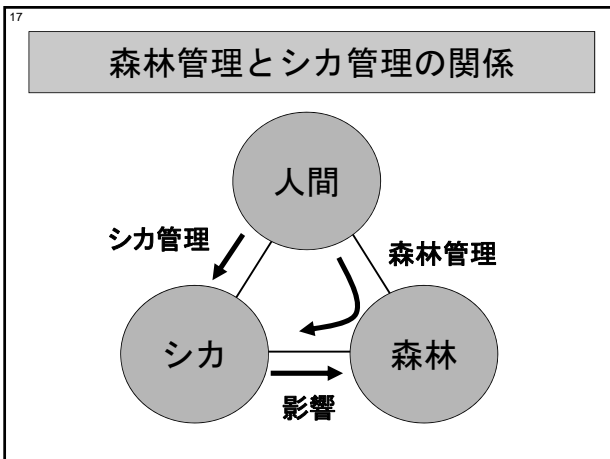 17
森林管理とシカ管理の関係
人間
シカ管理
森林管理
シカ
森林
影響